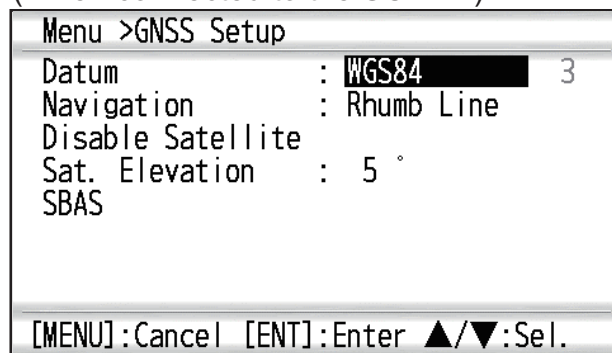 Menu >GNSS Setup
Datum : WGS84 3
Navigation : Rhumb Line
Disable Satellite
Sat. Elevation : 5 °
SBAS
[MENU]:Cancel [ENT]:Enter ▲/▼:Sel.